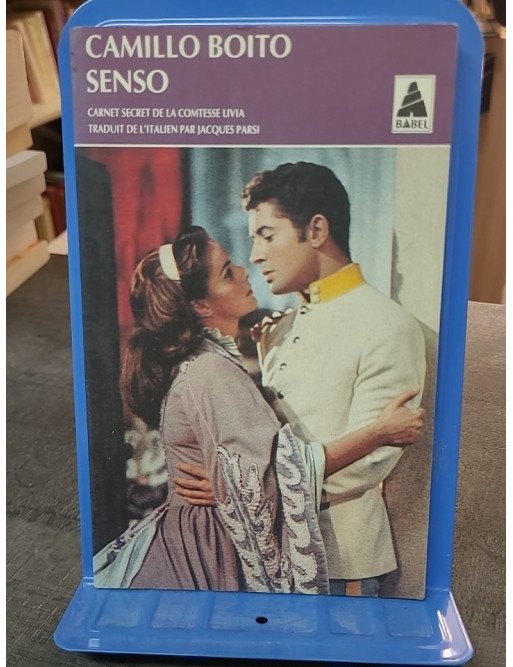 CAMILLO BOITO
SENSO
CARNET SECRET DE LA COMTESSE LIVIA
TRADUIT DE L'ITALIEN PAR JACQUES PARSI
BABEL